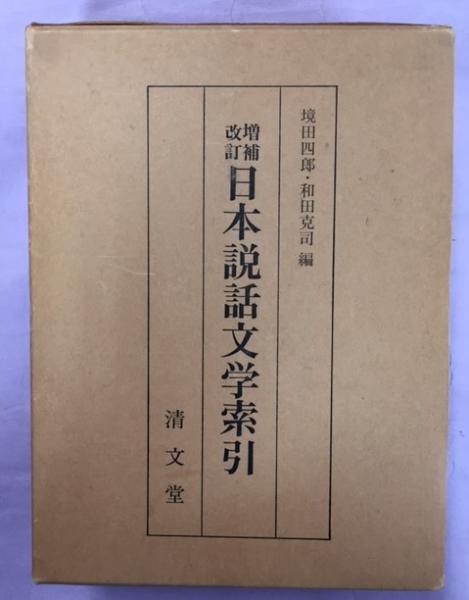 境田四郎・和田克司 編
増補
改訂
日本説話文学索引
清文堂